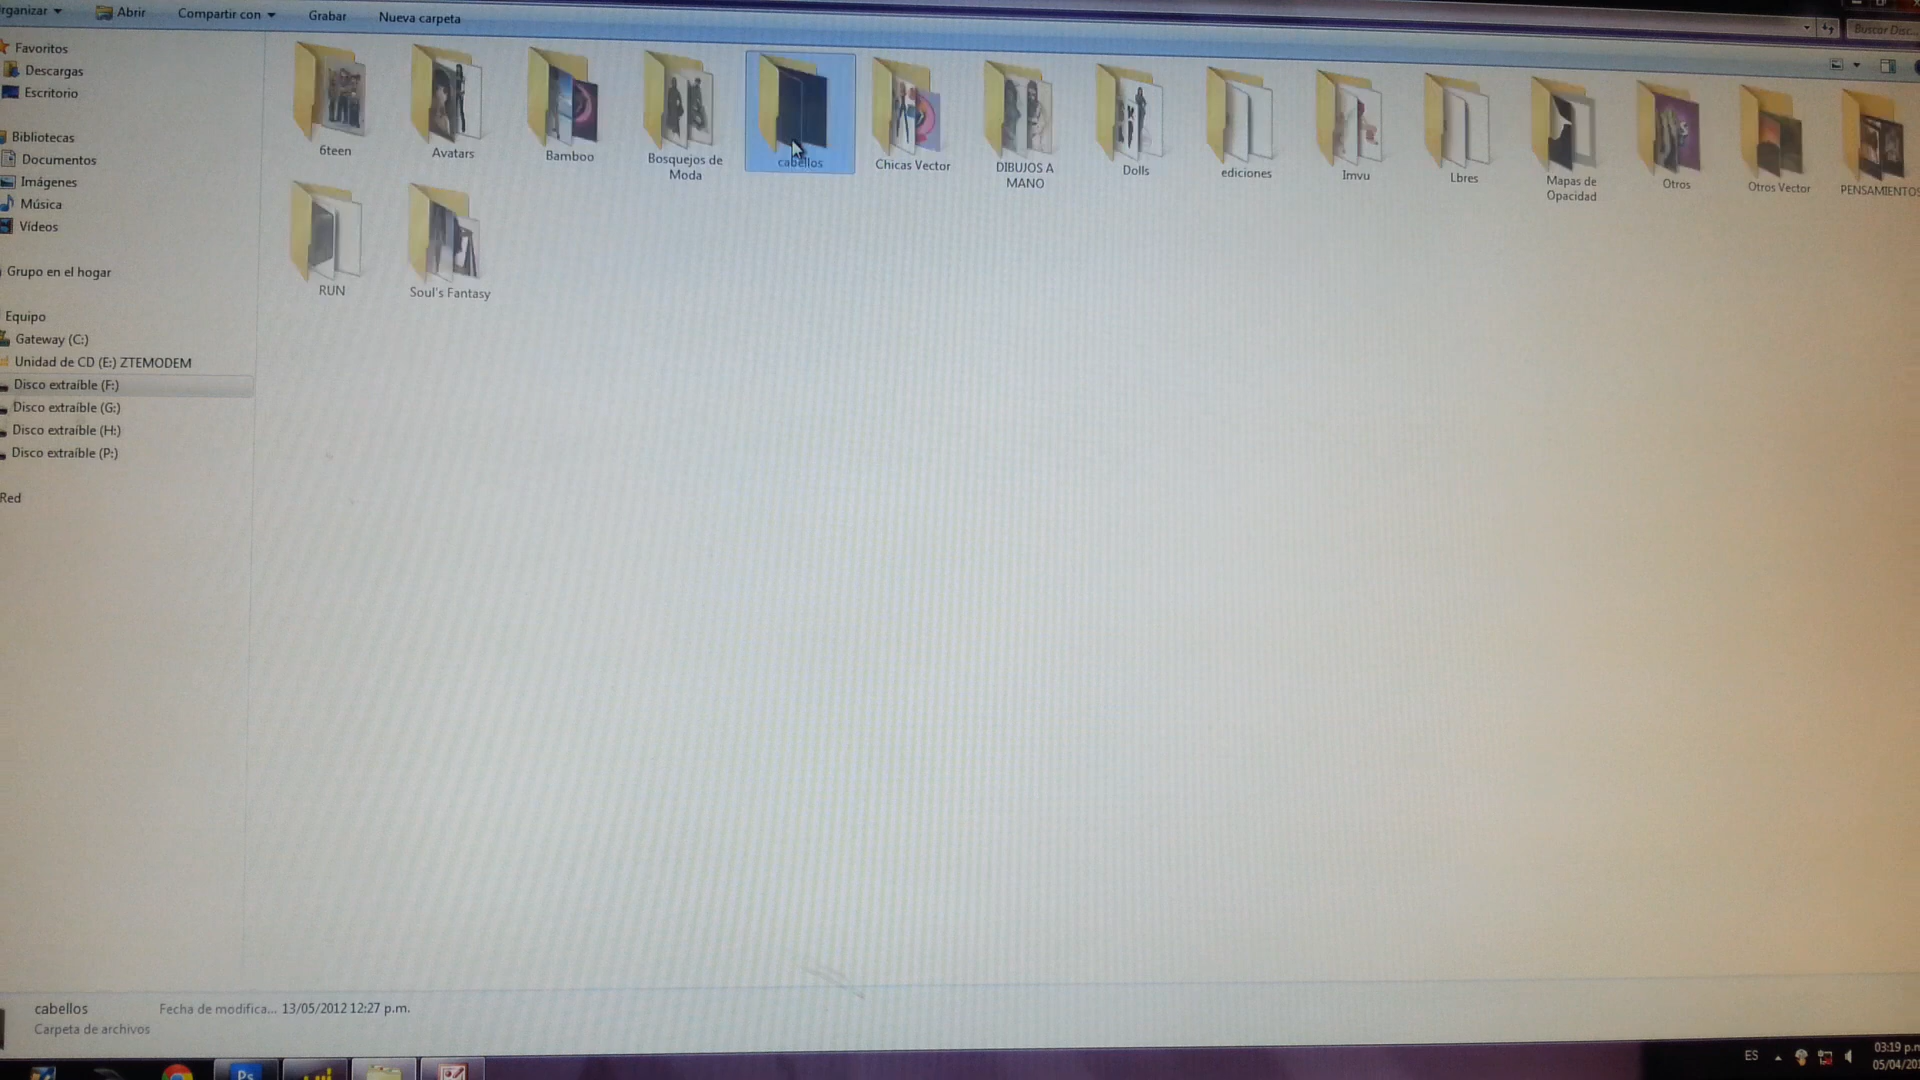 Abrir
Compartir con
Grabar
Nueva carpeta
Favoritos
Descargas
Escritorio
Bibliotecas
Documentos
Imágenes
Música
Vídeos
Grupo en el hogar
Equipo
Gateway (C:)
Unidad de CD (E:) ZTEMODEM
Disco extraíble (F:)
Disco extraíble (G:)
Disco extraíble (H:)
Disco extraíble (P:)
Red
6teen
Avatars
Bamboo
Bosquejos de
Moda
cabellos
Chicas Vector
DIBUJOS A
MANO
Dolls
ediciones
Imvu
Lbres
Mapas de
Opacidad
Otros
Otros Vector
PENSAMIENTOS
RUN
Soul's Fantasy
cabellos
Fecha de modifica... 13/05/2012 12:27 p.m.
Carpeta de archivos
Ps
ES
03:19 p.n
05/04/20